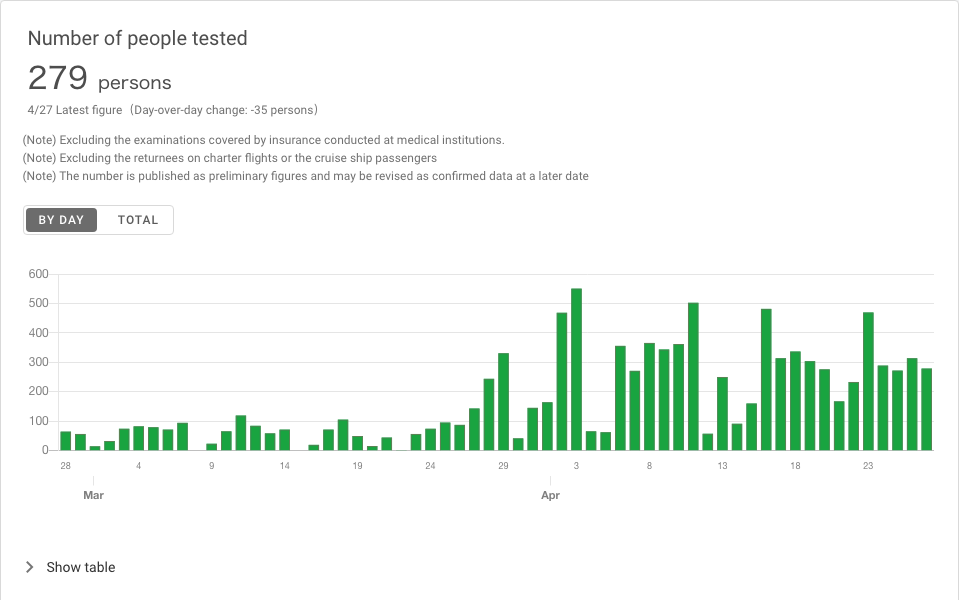 Number of people tested
279 persons
4/27 Latest figure（Day-over-day change: -35 persons）
(Note) Excluding the examinations covered by insurance conducted at medical institutions.
(Note) Excluding the returnees on charter flights or the cruise ship passengers
(Note) The number is published as preliminary figures and may be revised as confirmed data at a later date
BY DAY TOTAL
600
500
400
300
200
100
0
28 4 9 14 19 24 29 3 8 13 18 23
Mar Apr
Show table